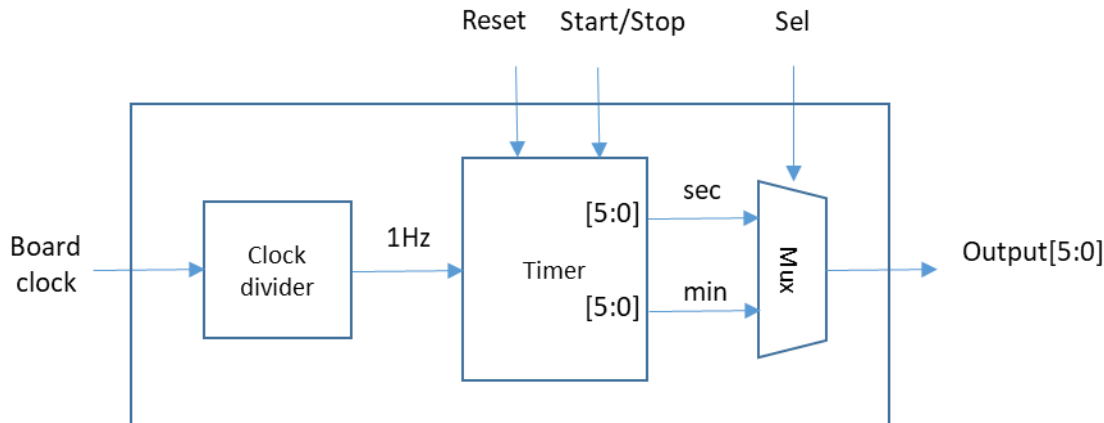 Reset Start/Stop Sel
sec
[5:0]
1Hz
Board
clock
Clock
divider
Timer
Mux
Output[5:0]
min
[5:0]